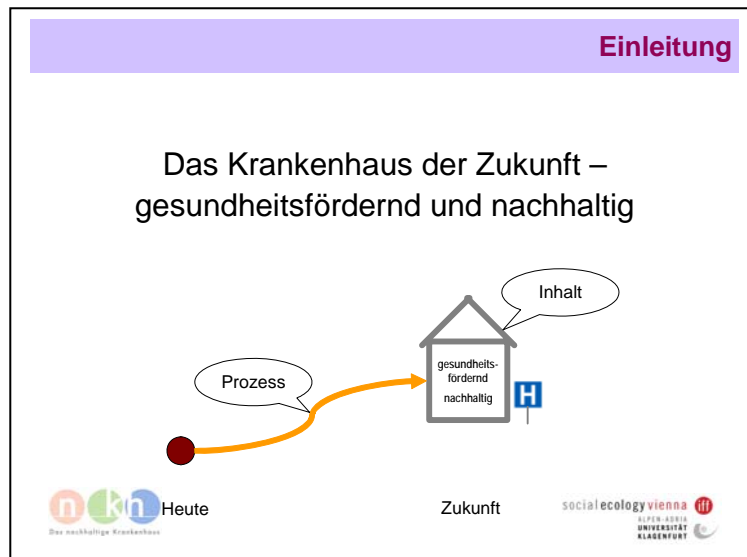 Einleitung
Das Krankenhaus der Zukunft –
gesundheitsfördernd und nachhaltig
Inhalt
gesundheits-
fördernd
nachhaltig
Prozess
H
nkh
Das nachhaltige Krankenhaus
Heute
Zukunft
social ecology vienna iff
ALPEN-ADRIA
UNIVERSITÄT
KLAGENFURT